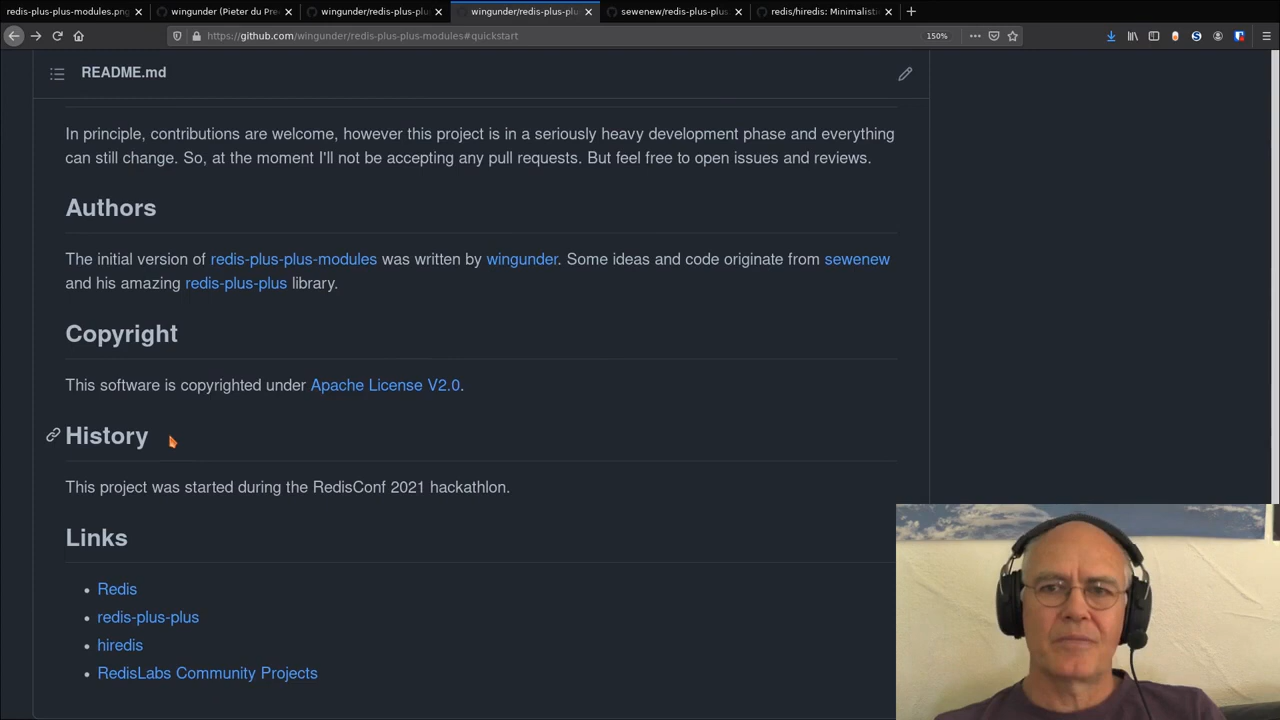 redis-plus-plus-modules.png
wingunder (Pieter du Pre
wingunder/redis-plus-plus
wingunder/redis-plus-plu
sewenew/redis-plus-plus
redis/hiredis: Minimalisti
https://github.com/wingunder/redis-plus-plus-modules#quickstart
150%
README.md
In principle, contributions are welcome, however this project is in a seriously heavy development phase and everything
can still change. So, at the moment I'll not be accepting any pull requests. But feel free to open issues and reviews.
Authors
The initial version of redis-plus-plus-modules was written by wingunder. Some ideas and code originate from sewenew
and his amazing redis-plus-plus library.
Copyright
This software is copyrighted under Apache License V2.0.
History
This project was started during the RedisConf 2021 hackathlon.
Links
• Redis
• redis-plus-plus
• hiredis
• RedisLabs Community Projects